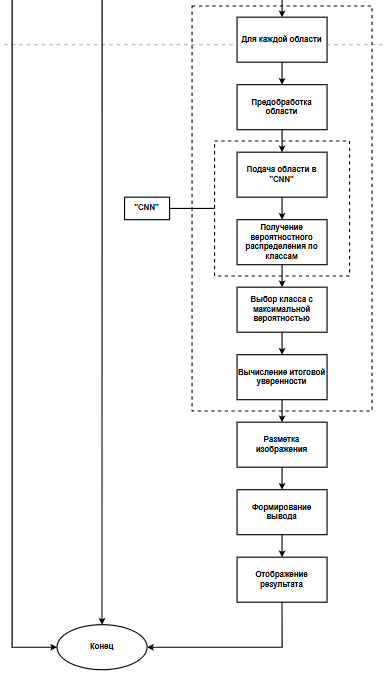 Для каждой области
Предобработка
области
Подача области в
"CNN"
"CNN"
Получение
вероятностного
распределения по
классам
Выбор класса с
максимальной
вероятностью
Вычисление итоговой
уверенности
Разметка
изображения
Формирование
вывода
Отображение
результата
Конец